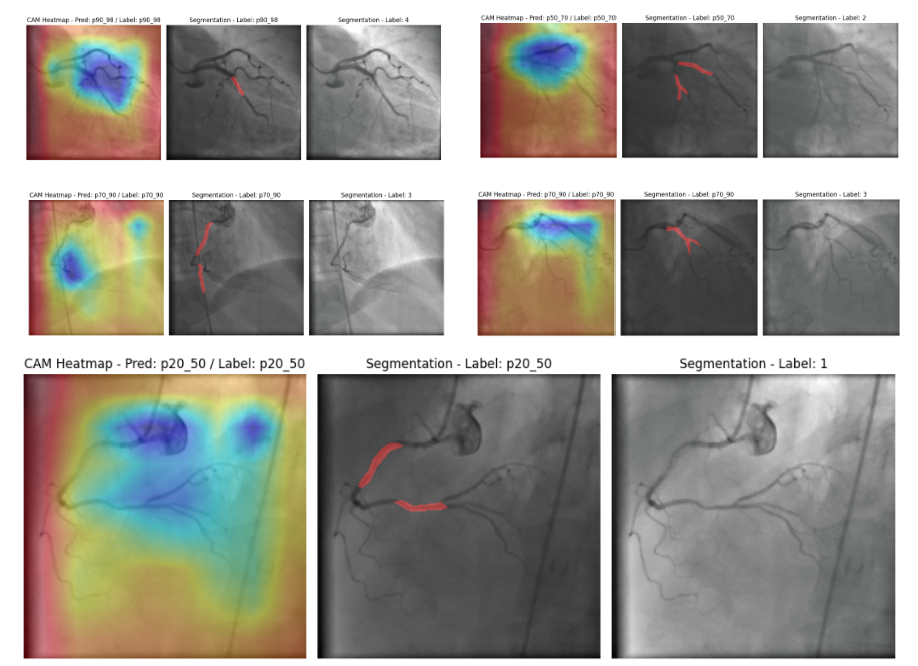 CAM Heatmap - Pred: p90_98 / Label: p90_98
Segmentation - Label: p90_98
Segmentation - Label: 4
CAM Heatmap - Pred: p50_70 / Label: p50_70
Segmentation - Label: p50_70
Segmentation - Label: 2
CAM Heatmap - Pred: p70_90 / Label: p70_90
Segmentation - Label: p70_90
Segmentation - Label: 3
CAM Heatmap - Pred: p70_90 / Label: p70_90
Segmentation - Label: p70_90
Segmentation - Label: 3
CAM Heatmap - Pred: p20_50 / Label: p20_50
Segmentation - Label: p20_50
Segmentation - Label: 1